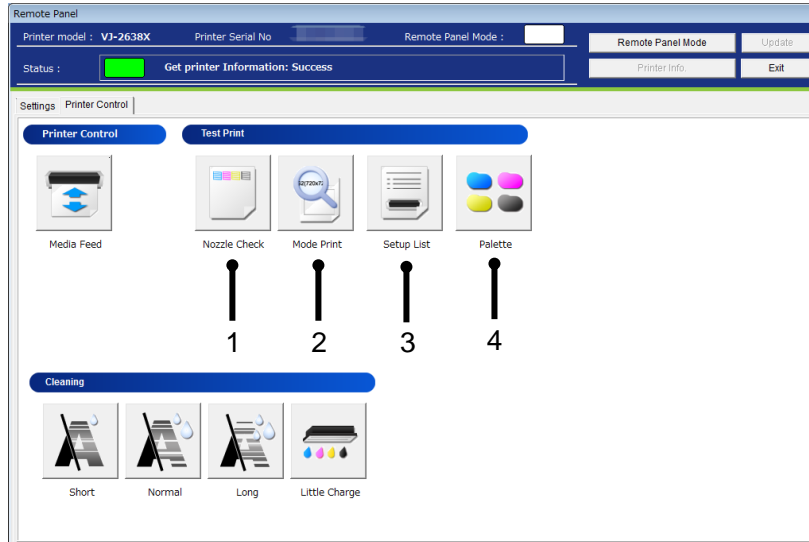 Remote Panel
Printer model : VJ-2638X Printer Serial No Remote Panel Mode :
Remote Panel Mode Update
Status : Get printer Information: Success
Printer Info. Exit
Settings Printer Control
Printer Control Test Print
Media Feed Nozzle Check Mode Print Setup List Palette
1 2 3 4
Cleaning
Short Normal Long Little Charge